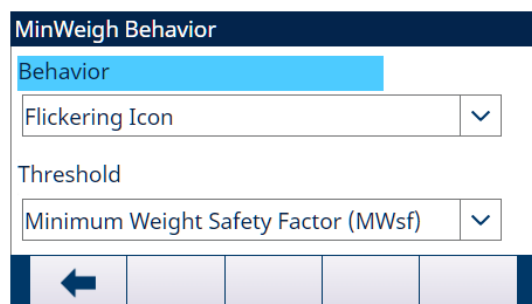 MinWeigh Behavior
Behavior
Flickering Icon
Threshold
Minimum Weight Safety Factor (MWsf)